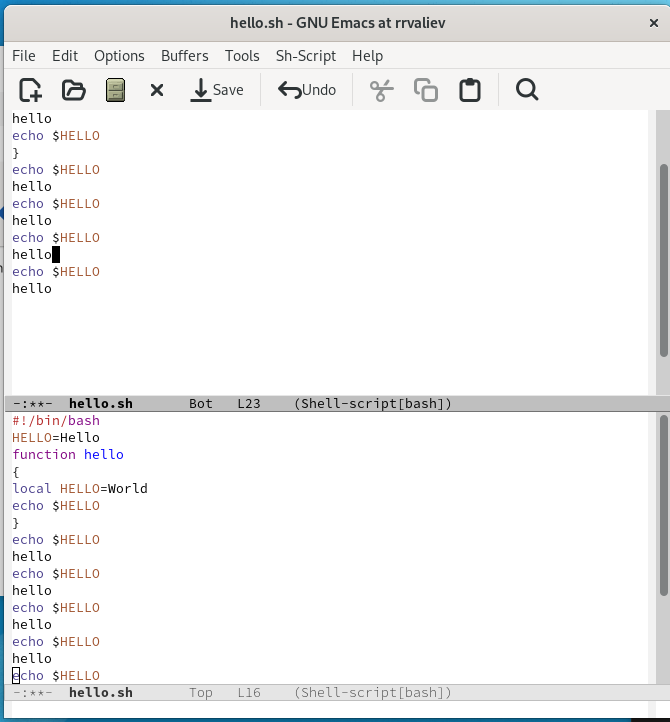 hello.sh - GNU Emacs at rrvaliev
File Edit Options Buffers Tools Sh-Script Help
Save Undo
hello
echo $HELLO
}
echo $HELLO
hello
echo $HELLO
hello
echo $HELLO
hello
echo $HELLO
hello
-:**- hello.sh Bot L23 (Shell-script[bash])
#!/bin/bash
HELLO=Hello
function hello
{
local HELLO=World
echo $HELLO
}
echo $HELLO
hello
echo $HELLO
hello
echo $HELLO
hello
echo $HELLO
hello
echo $HELLO
-:**- hello.sh Top L16 (Shell-script[bash])